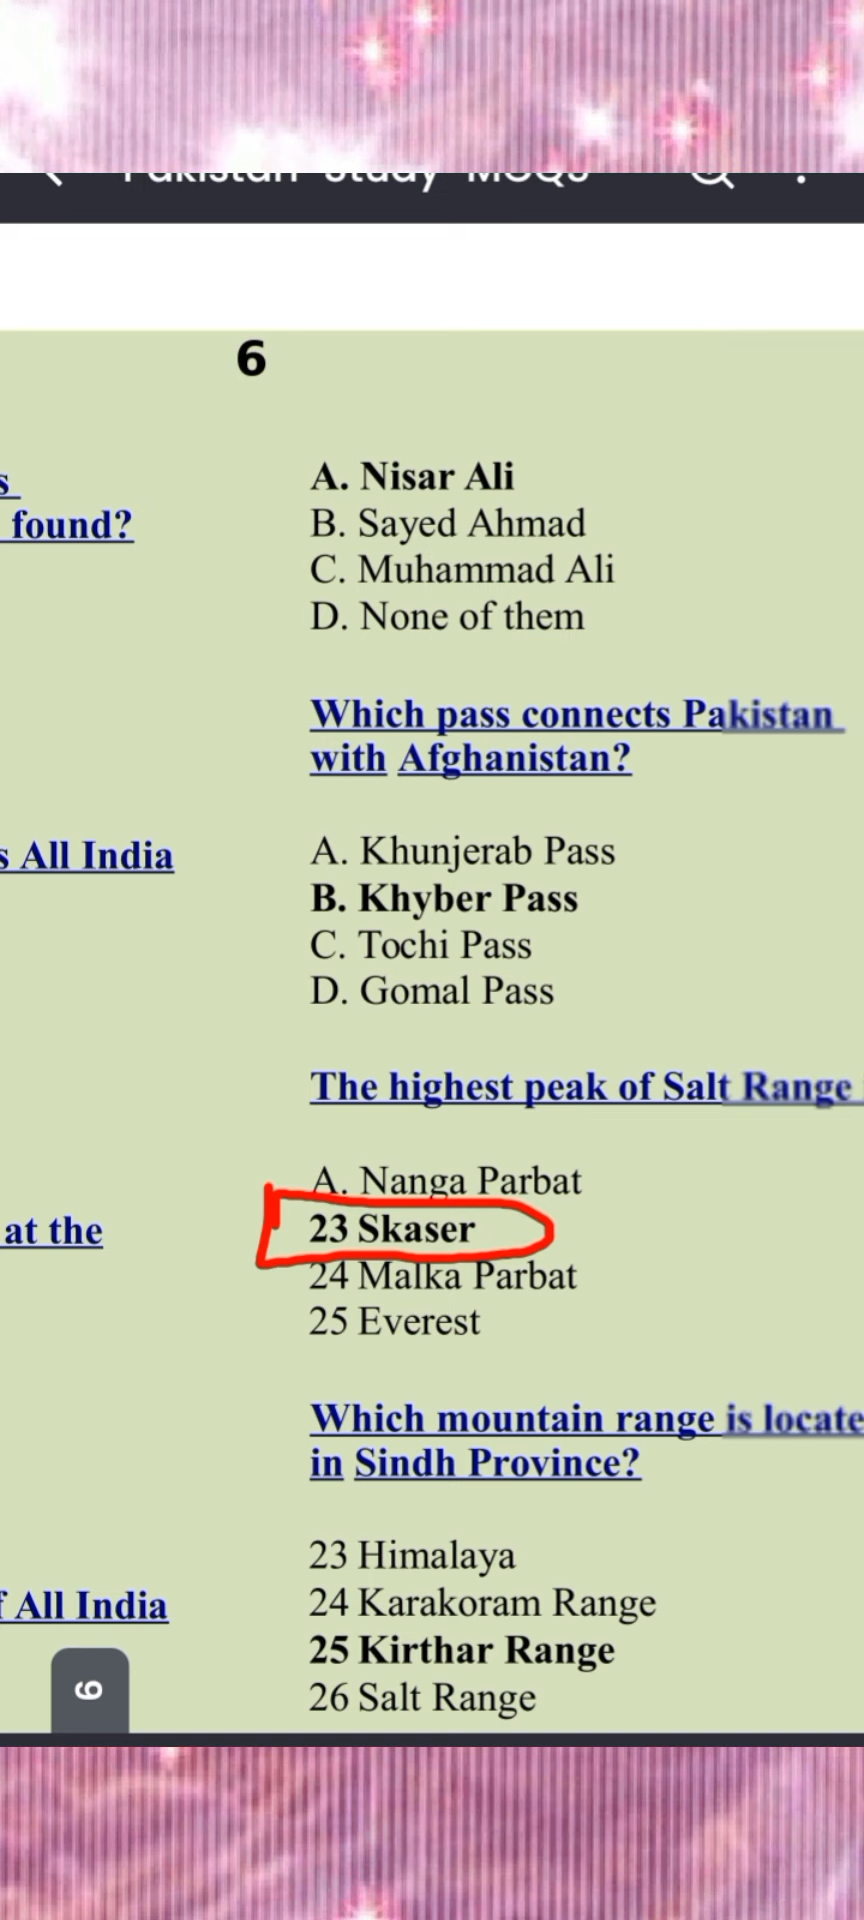 Pakistan Study MCQs
6
s
found?
s All India
at the
f All India
A. Nisar Ali
B. Sayed Ahmad
C. Muhammad Ali
D. None of them
Which pass connects Pakistan
with Afghanistan?
A. Khunjerab Pass
B. Khyber Pass
C. Tochi Pass
D. Gomal Pass
The highest peak of Salt Range
A. Nanga Parbat
23 Skaser
24 Malka Parbat
25 Everest
Which mountain range is locate
in Sindh Province?
23 Himalaya
24 Karakoram Range
25 Kirthar Range
26 Salt Range
6